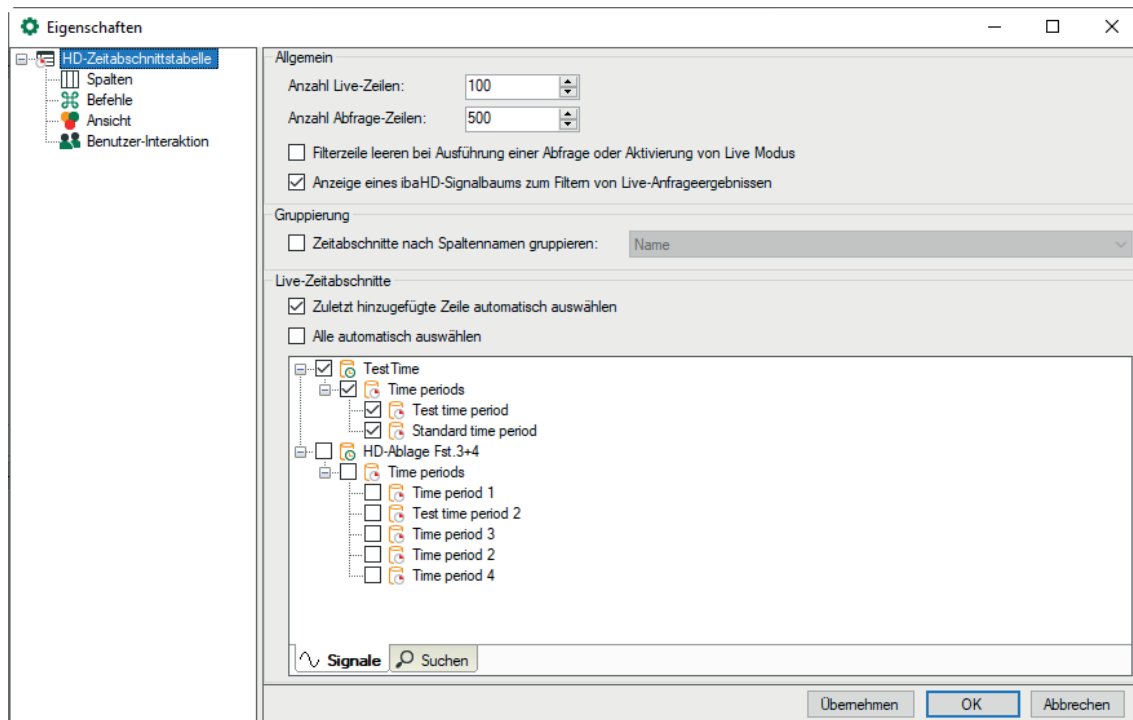 Eigenschaften
HD-Zeitabschnittstabelle
Spalten
Befehle
Ansicht
Benutzer-Interaktion
Allgemein
Anzahl Live-Zeilen: 100
Anzahl Abfrage-Zeilen: 500
Filterzeile leeren bei Ausführung einer Abfrage oder Aktivierung von Live Modus
Anzeige eines ibaHD-Signalbaums zum Filtern von Live-Anfrageergebnissen
Gruppierung
Zeitabschnitte nach Spaltennamen gruppieren: Name
Live-Zeitabschnitte
Zuletzt hinzugefügte Zeile automatisch auswählen
Alle automatisch auswählen
TestTime
Time periods
Test time period
Standard time period
HD-Ablage Fst.3+4
Time periods
Time period 1
Test time period 2
Time period 3
Time period 2
Time period 4
Signale Suchen
Übernehmen OK Abbrechen